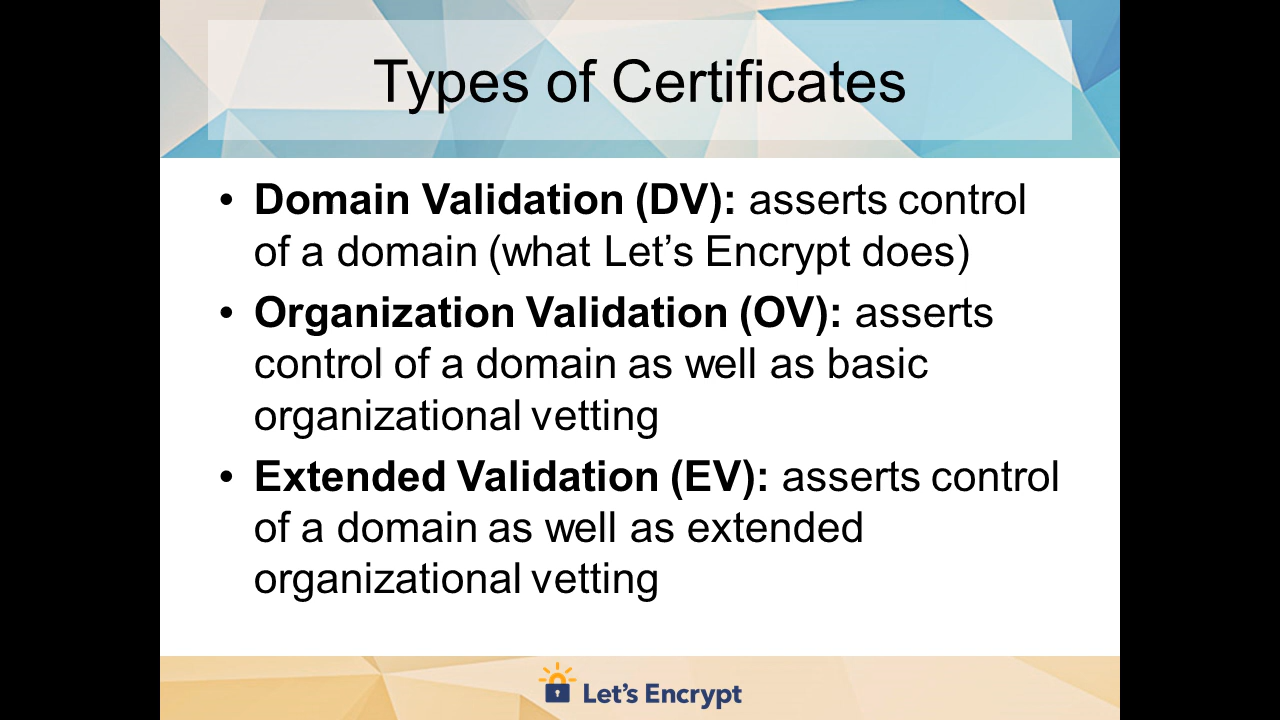 Types of Certificates
• Domain Validation (DV): asserts control
of a domain (what Let’s Encrypt does)
• Organization Validation (OV): asserts
control of a domain as well as basic
organizational vetting
• Extended Validation (EV): asserts control
of a domain as well as extended
organizational vetting
Let’s Encrypt